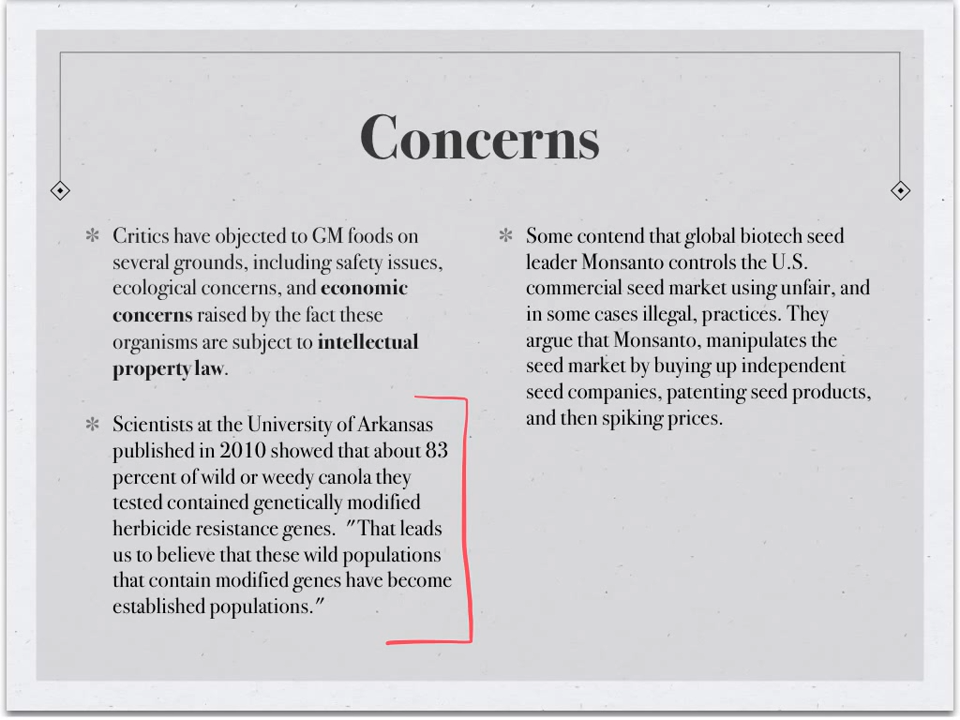 Concerns
✻ Critics have objected to GM foods on
several grounds, including safety issues,
ecological concerns, and economic
concerns raised by the fact these
organisms are subject to intellectual
property law.
✻ Scientists at the University of Arkansas
published in 2010 showed that about 83
percent of wild or weedy canola they
tested contained genetically modified
herbicide resistance genes.  "That leads
us to believe that these wild populations
that contain modified genes have become
established populations."
✻ Some contend that global biotech seed
leader Monsanto controls the U.S.
commercial seed market using unfair, and
in some cases illegal, practices. They
argue that Monsanto, manipulates the
seed market by buying up independent
seed companies, patenting seed products,
and then spiking prices.